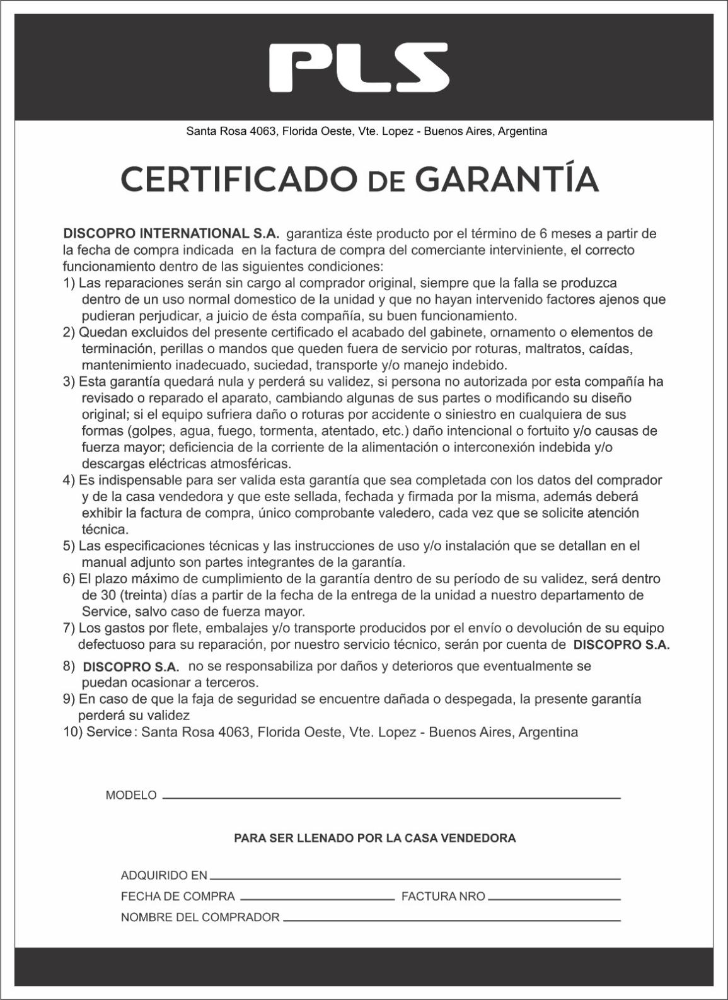 PLS
Santa Rosa 4063, Florida Oeste, Vte. Lopez - Buenos Aires, Argentina
CERTIFICADO DE GARANTÍA
DISCOPRO INTERNATIONAL S.A. garantiza éste producto por el término de 6 meses a partir de
la fecha de compra indicada en la factura de compra del comerciante interviniente, el correcto
funcionamiento dentro de las siguientes condiciones:
1) Las reparaciones serán sin cargo al comprador original, siempre que la falla se produzca
dentro de un uso normal domestico de la unidad y que no hayan intervenido factores ajenos que
pudieran perjudicar, a juicio de ésta compañía, su buen funcionamiento.
2) Quedan excluidos del presente certificado el acabado del gabinete, ornamento o elementos de
terminación, perillas o mandos que queden fuera de servicio por roturas, maltratos, caídas,
mantenimiento inadecuado, suciedad, transporte y/o manejo indebido.
3) Esta garantía quedará nula y perderá su validez, si persona no autorizada por esta compañía ha
revisado o reparado el aparato, cambiando algunas de sus partes o modificando su diseño
original; si el equipo sufriera daño o roturas por accidente o siniestro en cualquiera de sus
formas (golpes, agua, fuego, tormenta, atentado, etc.) daño intencional o fortuito y/o causas de
fuerza mayor; deficiencia de la corriente de la alimentación o interconexión indebida y/o
descargas eléctricas atmosféricas.
4) Es indispensable para ser valida esta garantía que sea completada con los datos del comprador
y de la casa vendedora y que este sellada, fechada y firmada por la misma, además deberá
exhibir la factura de compra, único comprobante valedero, cada vez que se solicite atención
técnica.
5) Las especificaciones técnicas y las instrucciones de uso y/o instalación que se detallan en el
manual adjunto son partes integrantes de la garantía.
6) El plazo máximo de cumplimiento de la garantía dentro de su período de su validez, será dentro
de 30 (treinta) días a partir de la fecha de la entrega de la unidad a nuestro departamento de
Service, salvo caso de fuerza mayor.
7) Los gastos por flete, embalajes y/o transporte producidos por el envío o devolución de su equipo
defectuoso para su reparación, por nuestro servicio técnico, serán por cuenta de DISCOPRO S.A.
8) DISCOPRO S.A. no se responsabiliza por daños y deterioros que eventualmente se
puedan ocasionar a terceros.
9) En caso de que la faja de seguridad se encuentre dañada o despegada, la presente garantía
perderá su validez
10) Service: Santa Rosa 4063, Florida Oeste, Vte. Lopez - Buenos Aires, Argentina
MODELO
PARA SER LLENADO POR LA CASA VENDEDORA
ADQUIRIDO EN
FECHA DE COMPRA FACTURA NRO
NOMBRE DEL COMPRADOR